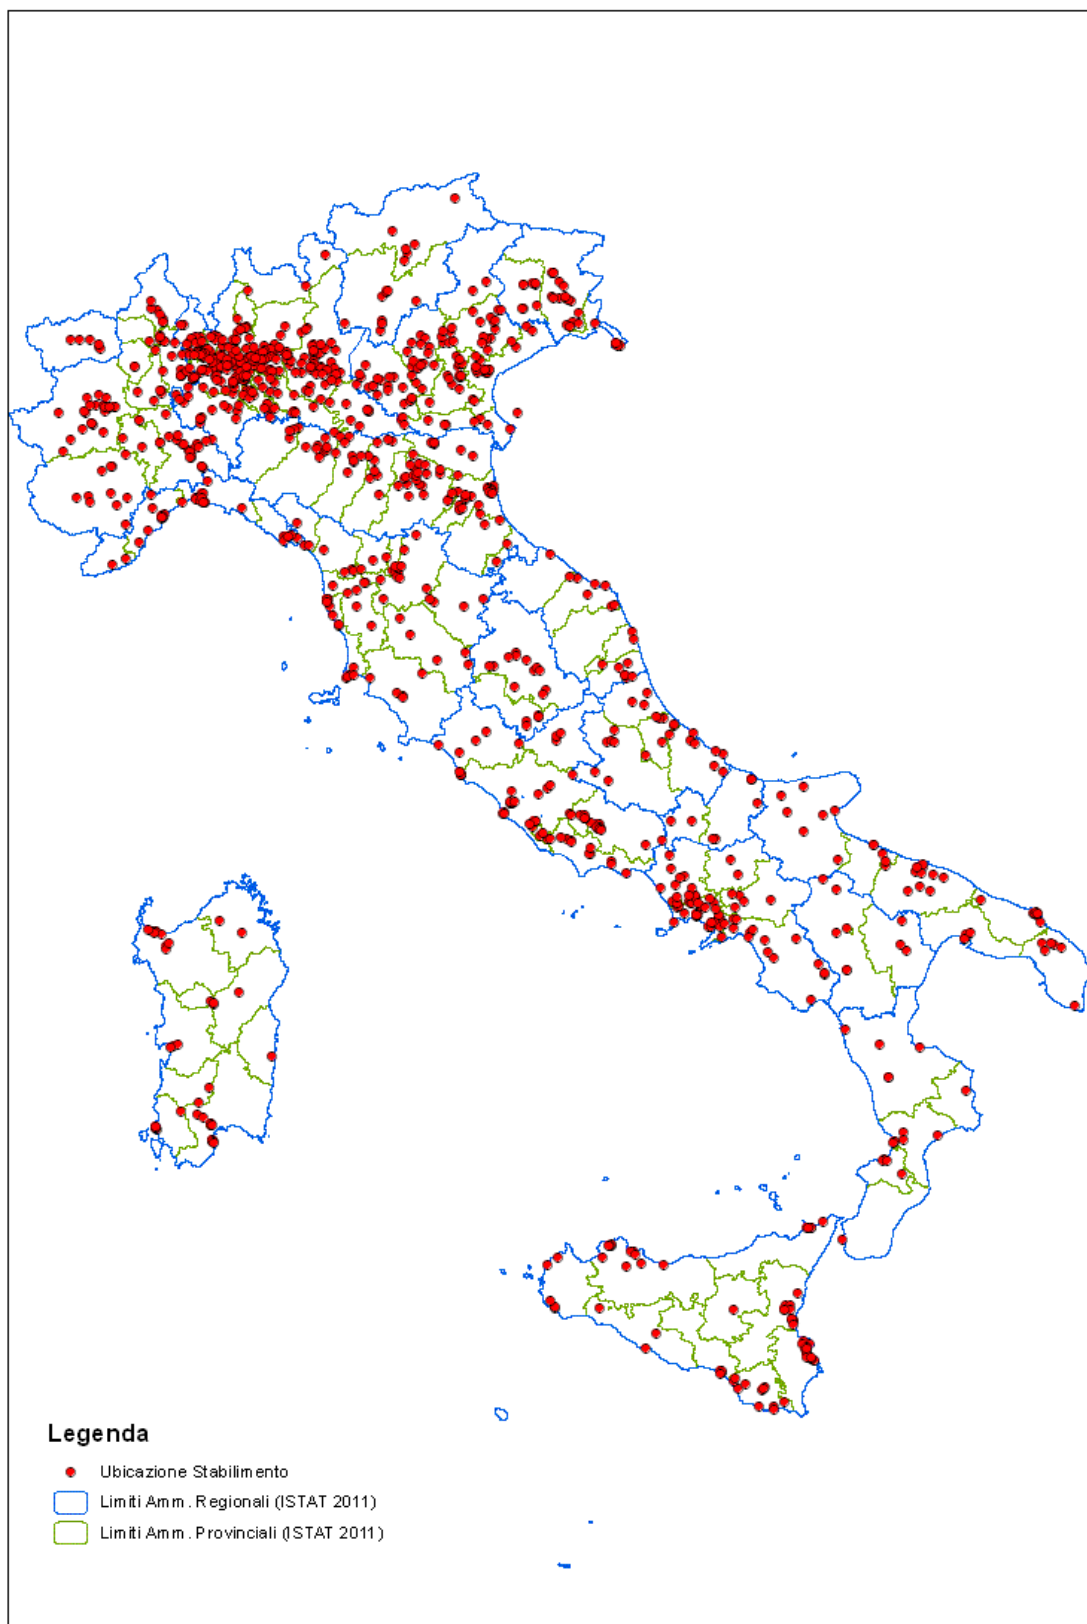 Legenda
Ubicazione Stabilimento
Limiti Amm. Regionali (ISTAT 2011)
Limiti Amm. Provinciali (ISTAT 2011)